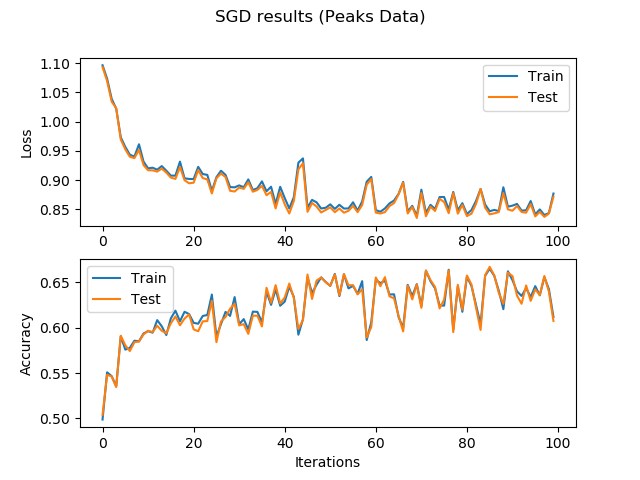 SGD results (Peaks Data)
1.10
1.05
1.00
0.95
0.90
0.85
Loss
Train
Test
0 20 40 60 80 100
0.65
0.60
0.55
0.50
Accuracy
Train
Test
0 20 40 60 80 100
Iterations